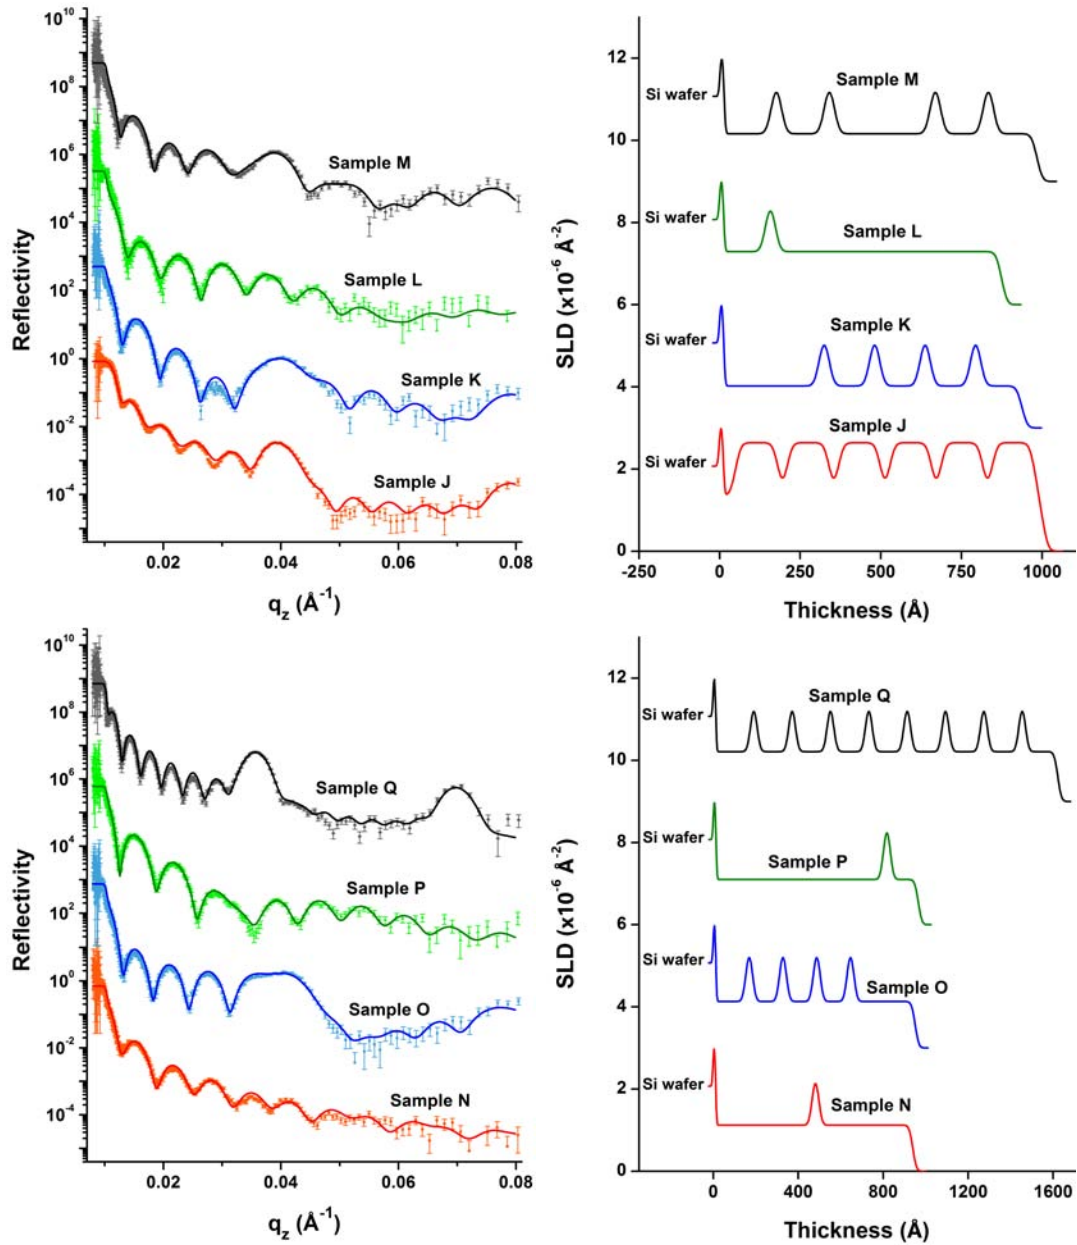 10¹⁰
10⁸
10⁶
10⁴
10²
10⁰
10⁻²
10⁻⁴
Reflectivity
Sample M
Sample L
Sample K
Sample J
0.02 0.04 0.06 0.08
q_z (Å⁻¹)
12
10
8
6
4
2
0
SLD (x10⁻⁶ Å⁻²)
Si wafer
Sample M
Si wafer
Sample L
Si wafer
Sample K
Si wafer
Sample J
-250 0 250 500 750 1000
Thickness (Å)
10¹⁰
10⁸
10⁶
10⁴
10²
10⁰
10⁻²
10⁻⁴
Reflectivity
Sample Q
Sample P
Sample O
Sample N
0.02 0.04 0.06 0.08
q_z (Å⁻¹)
12
10
8
6
4
2
0
SLD (x10⁻⁶ Å⁻²)
Si wafer
Sample Q
Si wafer
Sample P
Si wafer
Sample O
Si wafer
Sample N
0 400 800 1200 1600
Thickness (Å)